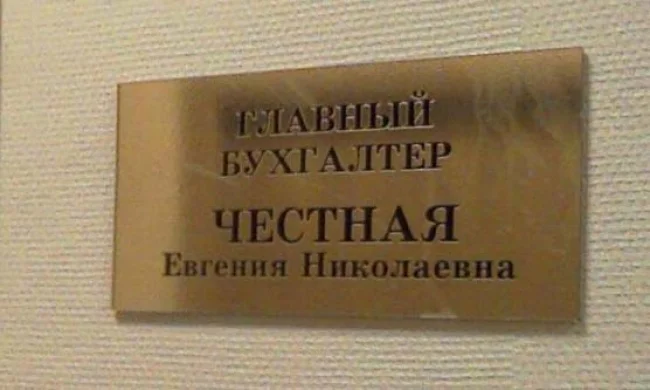 ГЛАВНЫЙ
БУХГАЛТЕР
ЧЕСТНАЯ
Евгения Николаевна